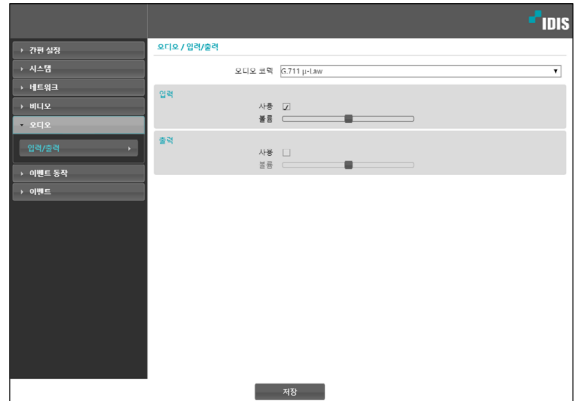 IDIS
간편 설정
시스템
네트워크
비디오
오디오
입력/출력
이벤트 동작
이벤트
오디오 / 입력/출력
오디오 코덱 G.711 μ-Law
입력
사용
볼륨
출력
사용
볼륨
저장